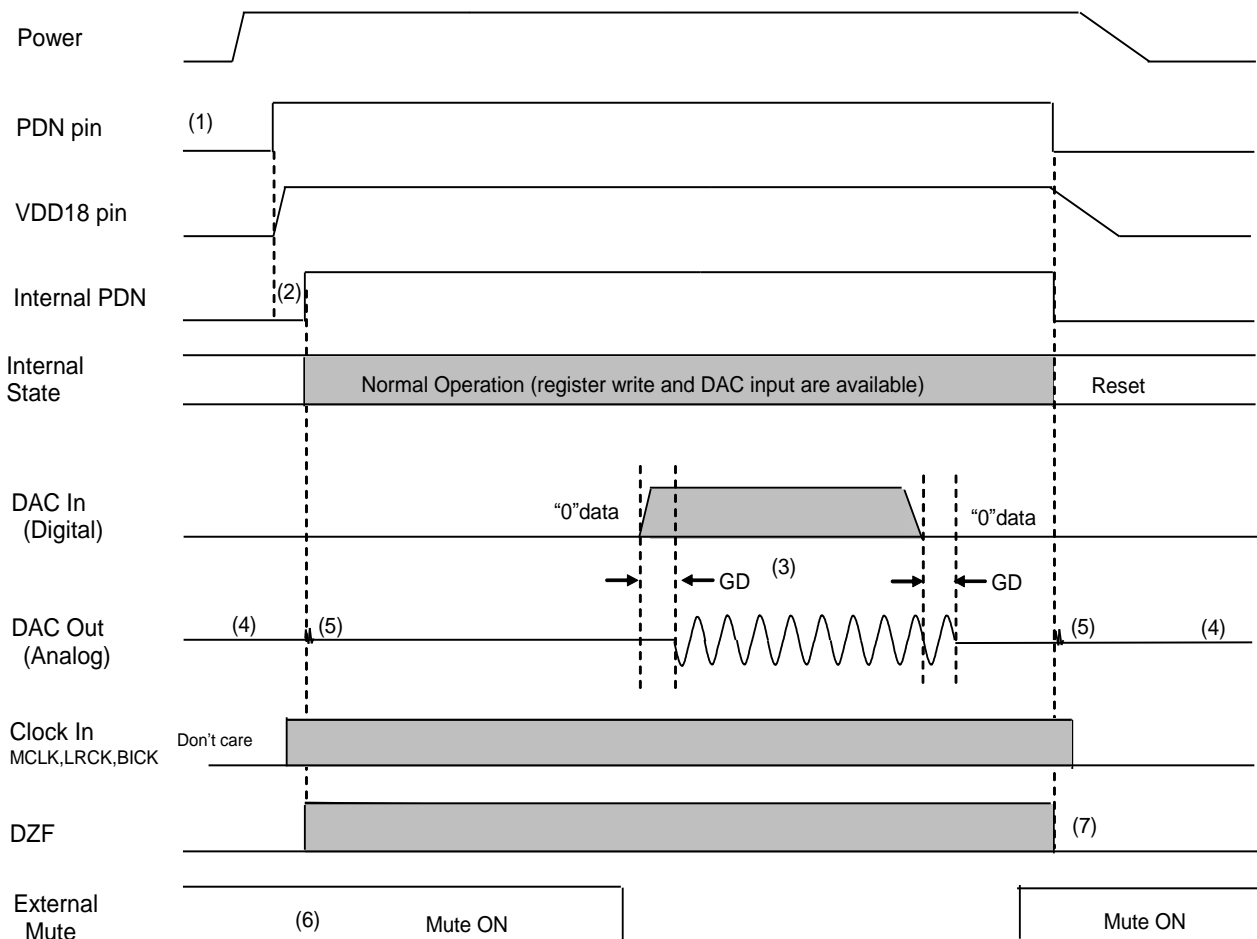 Power
PDN pin
(1)
VDD18 pin
Internal PDN
(2)
Internal
State
Normal Operation (register write and DAC input are available)
Reset
DAC In
(Digital)
“0”data
“0”data
(3)
GD
GD
DAC Out
(Analog)
(4)
(5)
(5)
(4)
Clock In
MCLK,LRCK,BICK
Don’t care
DZF
(7)
External
Mute
(6)
Mute ON
Mute ON